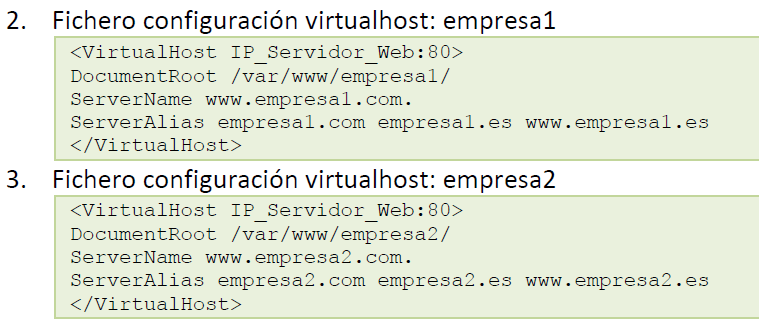 2. Fichero configuración virtualhost: empresa1
<VirtualHost IP_Servidor_Web:80>
DocumentRoot /var/www/empresa1/
ServerName www.empresa1.com.
ServerAlias empresa1.com empresa1.es www.empresa1.es
</VirtualHost>
3. Fichero configuración virtualhost: empresa2
<VirtualHost IP_Servidor_Web:80>
DocumentRoot /var/www/empresa2/
ServerName www.empresa2.com.
ServerAlias empresa2.com empresa2.es www.empresa2.es
</VirtualHost>